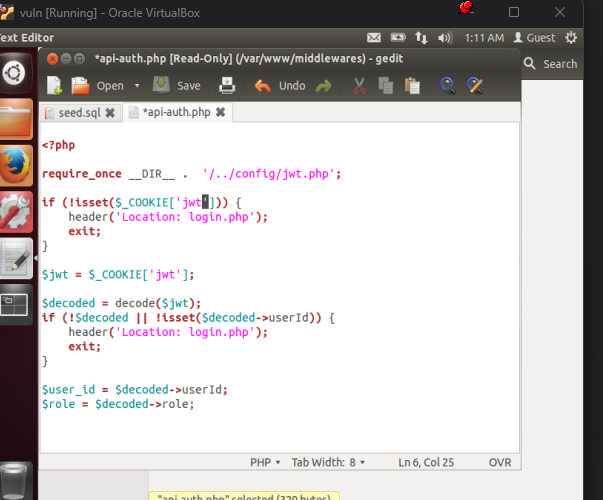 vuln [Running] - Oracle VirtualBox
Text Editor
1:11 AM Guest
*api-auth.php [Read-Only] (/var/www/middlewares) - gedit
Open Save Undo
Search
seed.sql *api-auth.php
<?php
require_once __DIR__ .  '/../config/jwt.php';
if (!isset($_COOKIE['jwt'])) {
    header('Location: login.php');
    exit;
}
$jwt = $_COOKIE['jwt'];
$decoded = decode($jwt);
if (!$decoded || !isset($decoded->userId)) {
    header('Location: login.php');
    exit;
}
$user_id = $decoded->userId;
$role = $decoded->role;
PHP Tab Width: 8 Ln 6, Col 25 OVR
"api-auth.php" selected (329 bytes)